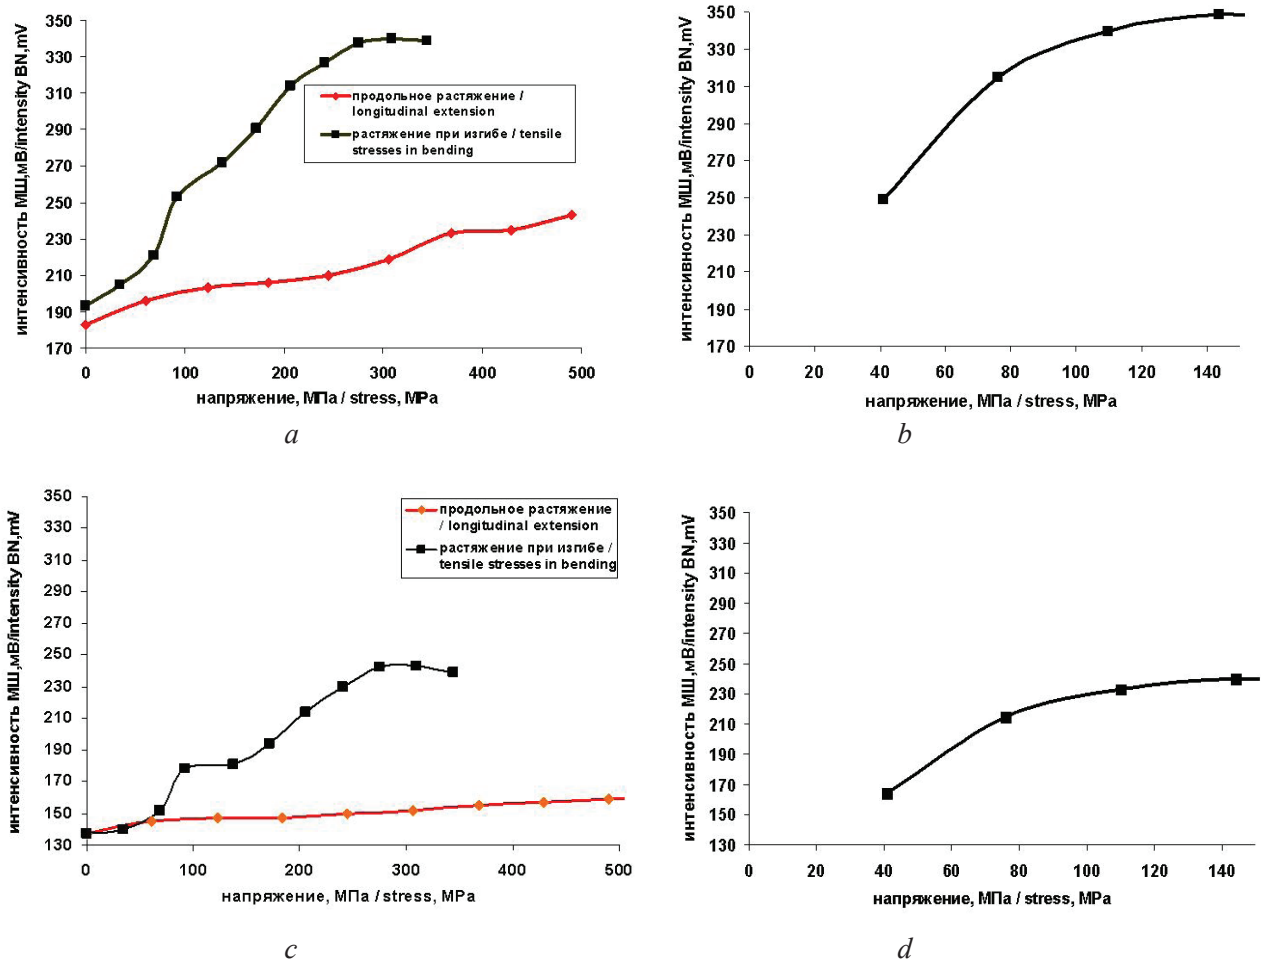 интенсивность МШ,мВ/intensity BN,mV
350
330
310
290
270
250
230
210
190
170
0 100 200 300 400 500
напряжение, МПа / stress, MPa
продольное растяжение /
longitudinal extension
растяжение при изгибе / tensile
stresses in bending
a
интенсивность МШ,мВ/intensity BN,mV
350
330
310
290
270
250
230
210
190
170
0 20 40 60 80 100 120 140
напряжение, МПа / stress, MPa
b
интенсивность МШ,мВ/intensity BN,mV
350
330
310
290
270
250
230
210
190
170
150
130
0 100 200 300 400 500
напряжение, МПа / stress, MPa
продольное растяжение
/ longitudinal extension
растяжение при изгибе /
tensile stresses in bending
c
интенсивность МШ,мВ/intensity BN,mV
350
330
310
290
270
250
230
210
190
170
150
130
0 20 40 60 80 100 120 140
напряжение, МПа / stress, MPa
d